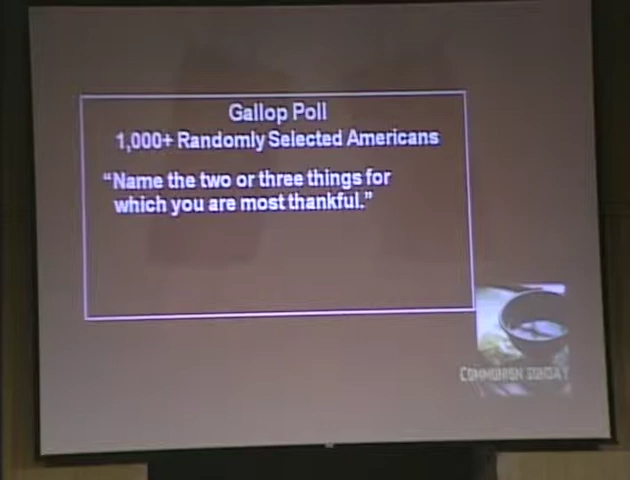 Gallop Poll
1,000+ Randomly Selected Americans
“Name the two or three things for
which you are most thankful.”
COMMUNION SUNDAY